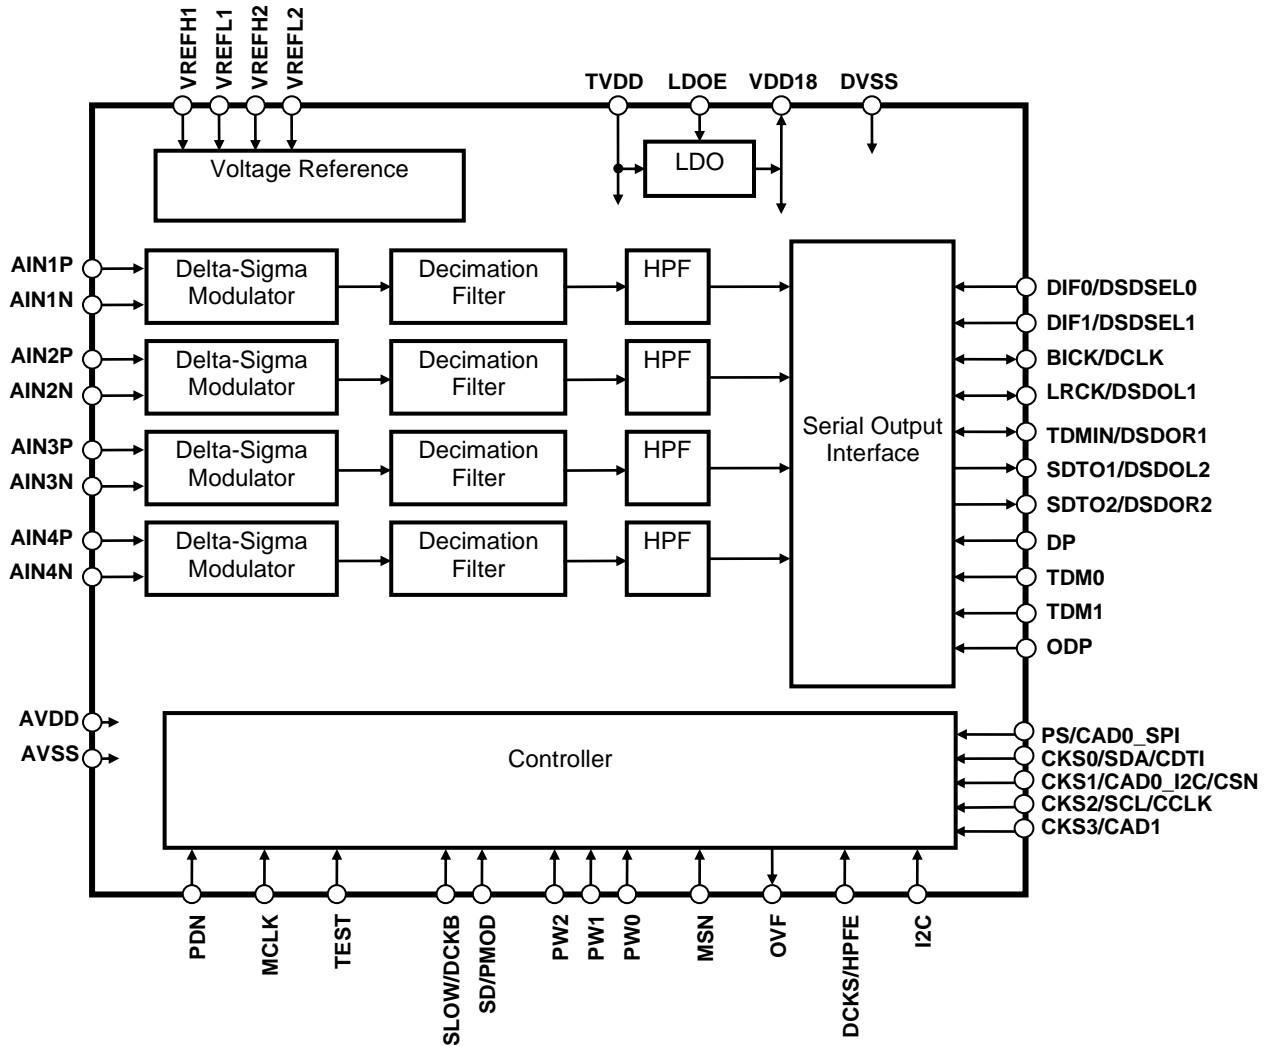 VREFH1
VREFL1
VREFH2
VREFL2
TVDD
LDOE
VDD18
DVSS
Voltage Reference
LDO
AIN1P
AIN1N
Delta-Sigma
Modulator
Decimation
Filter
HPF
AIN2P
AIN2N
Delta-Sigma
Modulator
Decimation
Filter
HPF
AIN3P
AIN3N
Delta-Sigma
Modulator
Decimation
Filter
HPF
AIN4P
AIN4N
Delta-Sigma
Modulator
Decimation
Filter
HPF
Serial Output
Interface
DIF0/DSDSEL0
DIF1/DSDSEL1
BICK/DCLK
LRCK/DSDOL1
TDMIN/DSDOR1
SDTO1/DSDOL2
SDTO2/DSDOR2
DP
TDM0
TDM1
ODP
AVDD
AVSS
Controller
PS/CAD0_SPI
CKS0/SDA/CDTI
CKS1/CAD0_I2C/CSN
CKS2/SCL/CCLK
CKS3/CAD1
PDN
MCLK
TEST
SLOW/DCKB
SD/PMOD
PW2
PW1
PW0
MSN
OVF
DCKS/HPFE
I2C